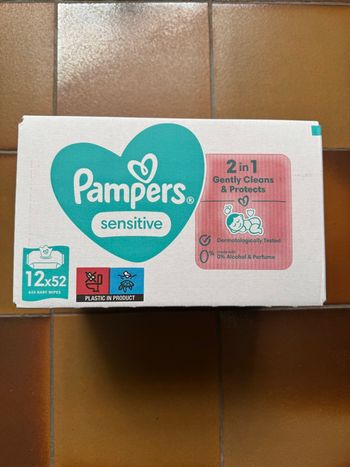 Pampers®
sensitive
2 in 1
Gently Cleans
& Protects
Dermatologically Tested
0%
0% Alcohol & Perfume
12x52
624 BABY WIPES
PLASTIC IN PRODUCT